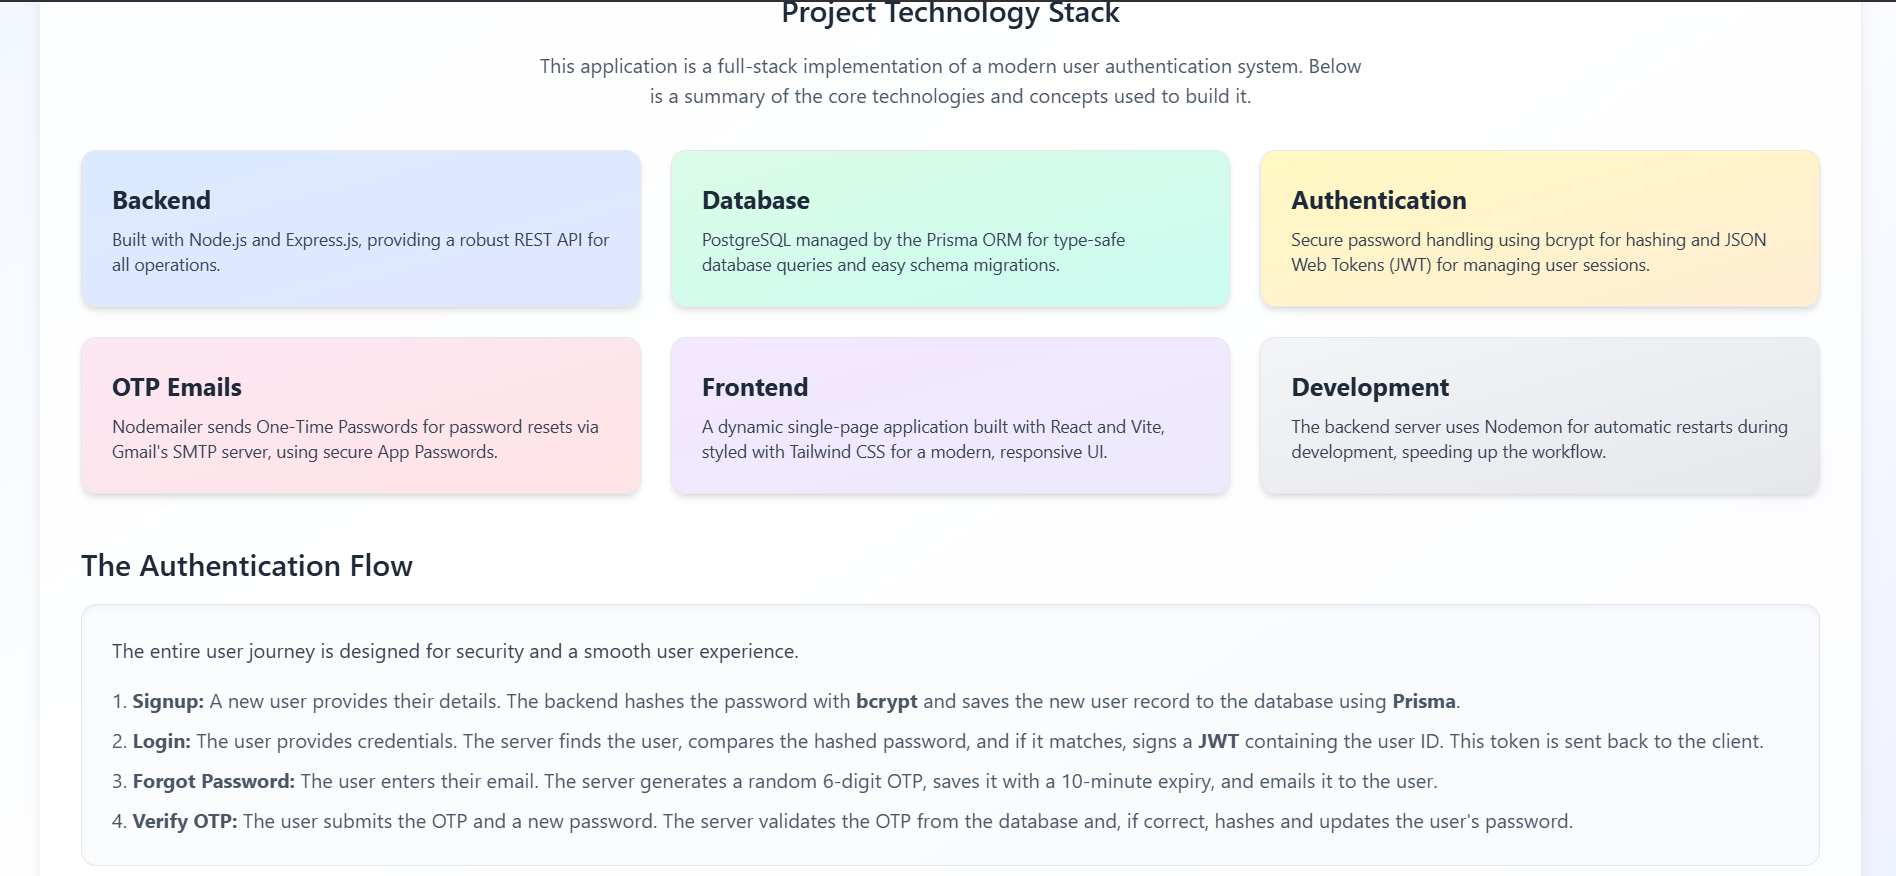 Project Technology Stack
This application is a full-stack implementation of a modern user authentication system. Below
is a summary of the core technologies and concepts used to build it.
Backend
Built with Node.js and Express.js, providing a robust REST API for
all operations.
Database
PostgreSQL managed by the Prisma ORM for type-safe
database queries and easy schema migrations.
Authentication
Secure password handling using bcrypt for hashing and JSON
Web Tokens (JWT) for managing user sessions.
OTP Emails
Nodemailer sends One-Time Passwords for password resets via
Gmail's SMTP server, using secure App Passwords.
Frontend
A dynamic single-page application built with React and Vite,
styled with Tailwind CSS for a modern, responsive UI.
Development
The backend server uses Nodemon for automatic restarts during
development, speeding up the workflow.
The Authentication Flow
The entire user journey is designed for security and a smooth user experience.
1. Signup: A new user provides their details. The backend hashes the password with bcrypt and saves the new user record to the database using Prisma.
2. Login: The user provides credentials. The server finds the user, compares the hashed password, and if it matches, signs a JWT containing the user ID. This token is sent back to the client.
3. Forgot Password: The user enters their email. The server generates a random 6-digit OTP, saves it with a 10-minute expiry, and emails it to the user.
4. Verify OTP: The user submits the OTP and a new password. The server validates the OTP from the database and, if correct, hashes and updates the user's password.